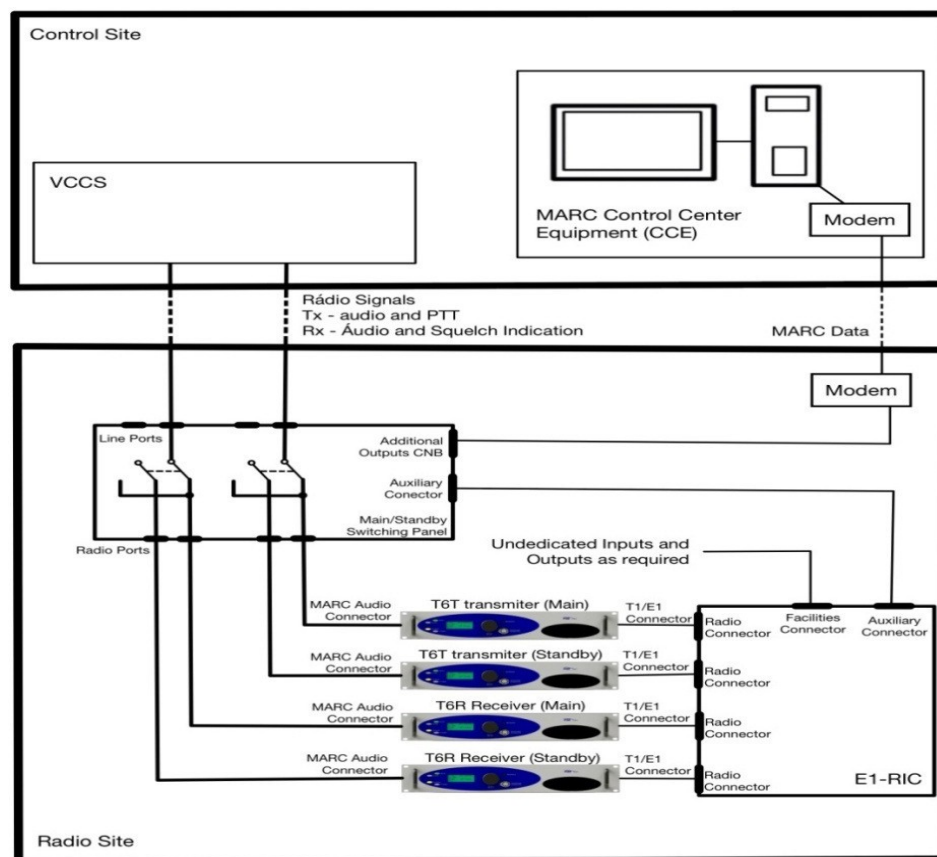 Control Site
VCCS
MARC Control Center
Equipment (CCE)
Modem
Rádio Signals
Tx - audio and PTT
Rx - Áudio and Squelch Indication
MARC Data
Modem
Line Ports
Additional
Outputs CNB
Auxiliary
Conector
Main/Standby
Switching Panel
Radio Ports
Undedicated Inputs and
Outputs as required
MARC Audio
Connector
T6T transmiter (Main)
T1/E1
Connector
Radio
Connector
Facilities
Connector
Auxiliary
Connector
MARC Audio
Connector
T6T transmiter (Standby)
T1/E1
Connector
Radio
Connector
MARC Audio
Connector
T6R Receiver (Main)
T1/E1
Connector
Radio
Connector
MARC Audio
Connector
T6R Receiver (Standby)
T1/E1
Connector
Radio
Connector
E1-RIC
Radio Site